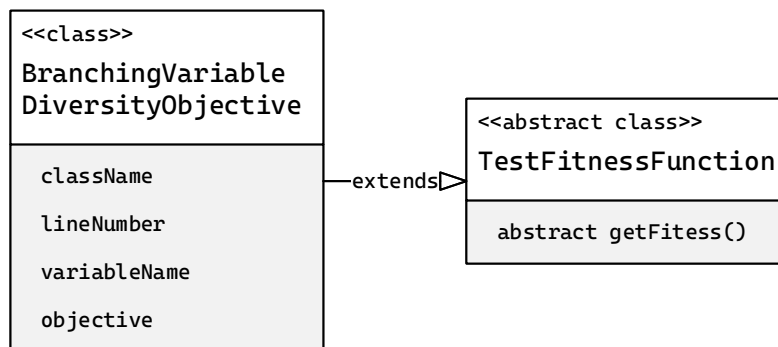 <<class>>
BranchingVariable
DiversityObjective
className
lineNumber
variableName
objective
extends
<<abstract class>>
TestFitnessFunction
abstract getFitess()